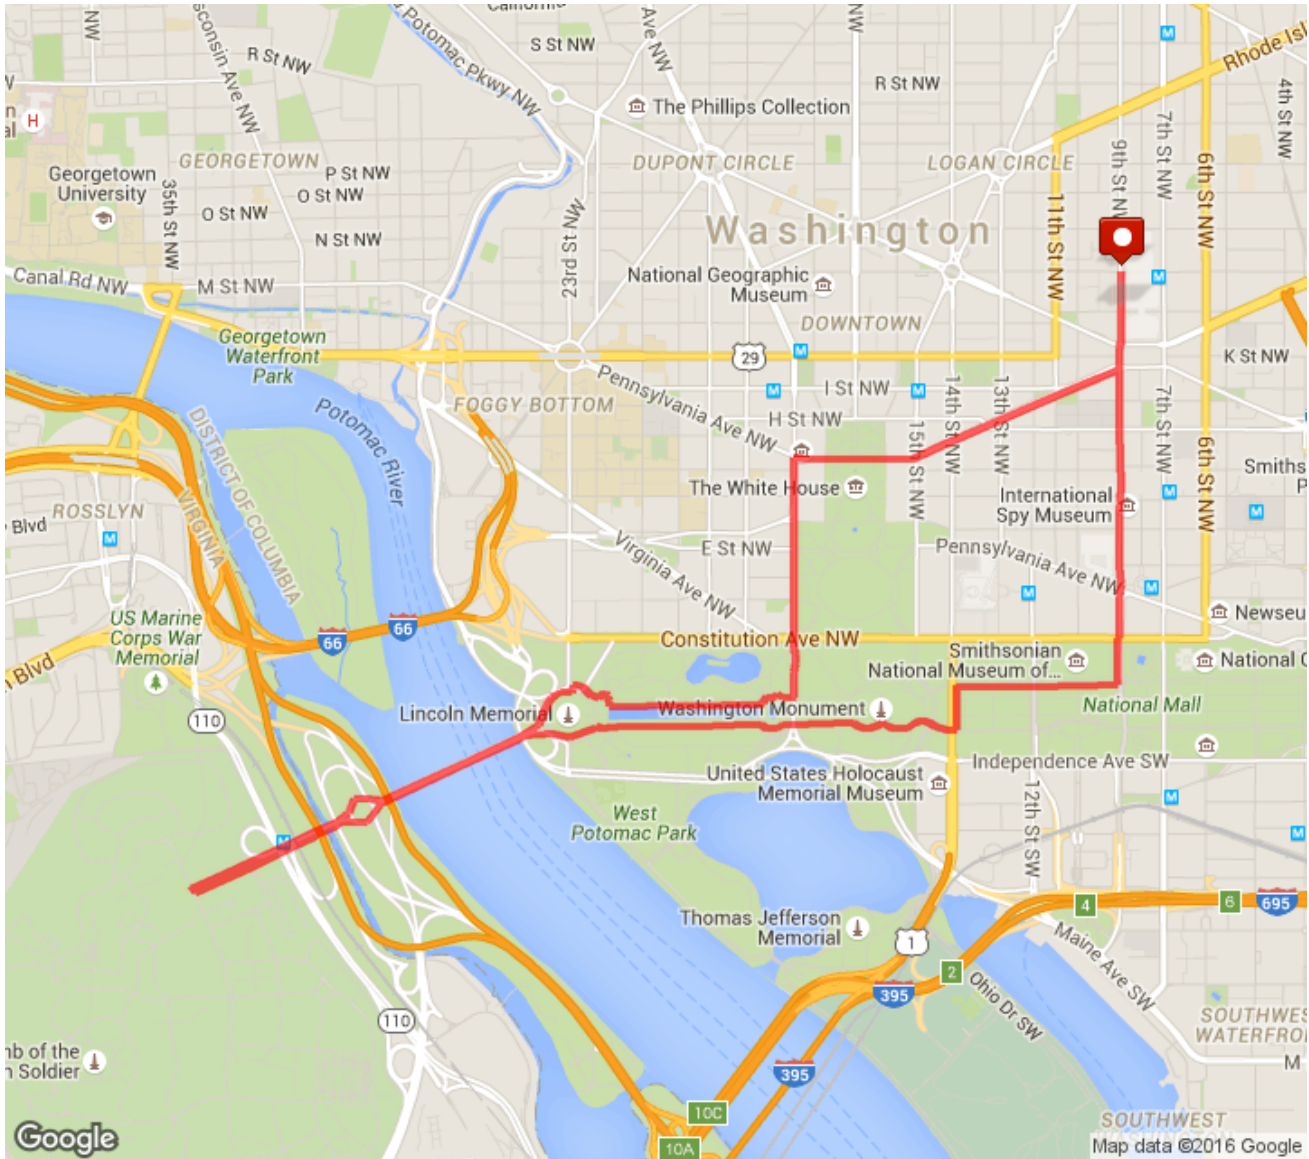 California
S St NW
R St NW
Wisconsin Ave NW
Potomac Pkwy NW
The Phillips Collection
R St NW
M
Rhode Isl
4th St NW
H
GEORGETOWN
P St NW
O St NW
O St NW
N St NW
Georgetown
University
35th St NW
DUPONT CIRCLE
LOGAN CIRCLE
9th St NW
7th St NW
6th St NW
11th St NW
Washington
23rd St NW
Canal Rd NW
M St NW
National Geographic
Museum
M
DOWNTOWN
Georgetown
Waterfront
Park
29
M
K St NW
Pennsylvania Ave NW
I St NW
M
M
H St NW
14th St NW
13th St NW
15th St NW
7th St NW
6th St NW
Potomac River
FOGGY BOTTOM
DISTRICT OF COLUMBIA
VIRGINIA
ROSSLYN
Blvd
M
The White House
International
Spy Museum
M
M
Smiths
E St NW
Virginia Ave NW
Pennsylvania Ave NW
M
M
Newseu
US Marine
Corps War
Memorial
66
66
Constitution Ave NW
Smithsonian
National Museum of...
National C
n Blvd
110
Lincoln Memorial
Washington Monument
National Mall
Independence Ave SW
United States Holocaust
Memorial Museum
12th St SW
M
M
M
West
Potomac Park
Thomas Jefferson
Memorial
1
4
6
695
2
395
Maine Ave SW
Ohio Dr SW
110
SOUTHWES
WATERFRO
M
mb of the
n Soldier
395
10C
10A
SOUTHWEST
WASHINGTON
Google
Map data ©2016 Google